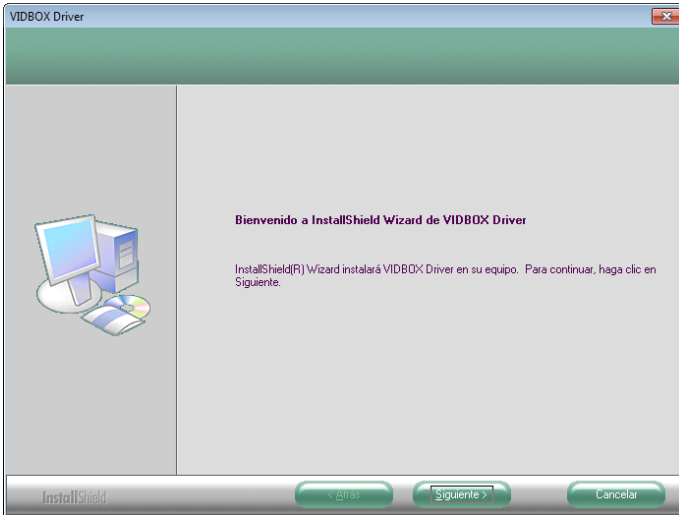 VIDBOX Driver
Bienvenido a InstallShield Wizard de VIDBOX Driver
InstallShield(R) Wizard instalará VIDBOX Driver en su equipo.  Para continuar, haga clic en
Siguiente.
InstallShield
< Atrás
Siguiente >
Cancelar